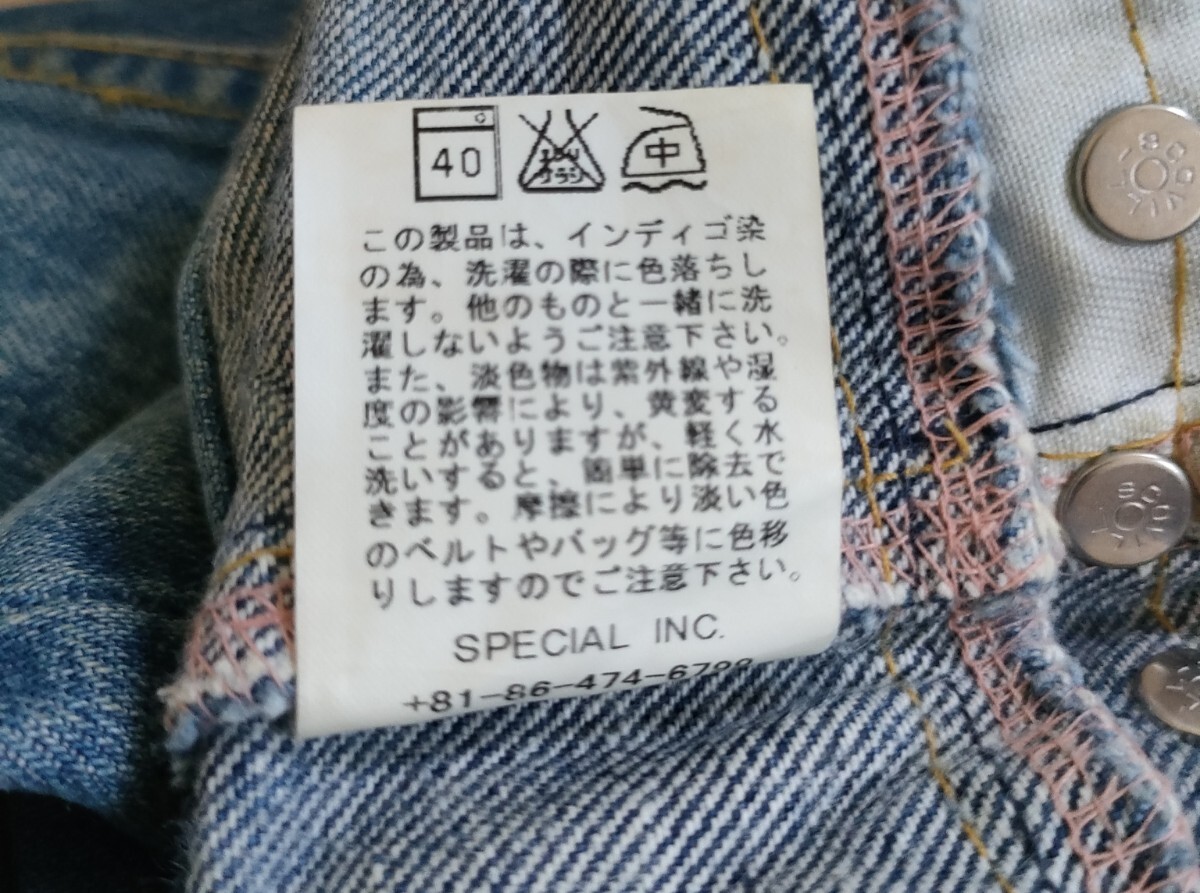 40
エンソ
サラシ
中
この製品は、インディゴ染
の為、洗濯の際に色落ちし
ます。他のものと一緒に洗
濯しないようご注意下さい。
また、淡色物は紫外線や湿
度の影響により、黄変する
ことがありますが、軽く水
洗いすると、簡単に除去で
きます。摩擦により淡い色
のベルトやバッグ等に色移
りしますのでご注意下さい。
SPECIAL INC.